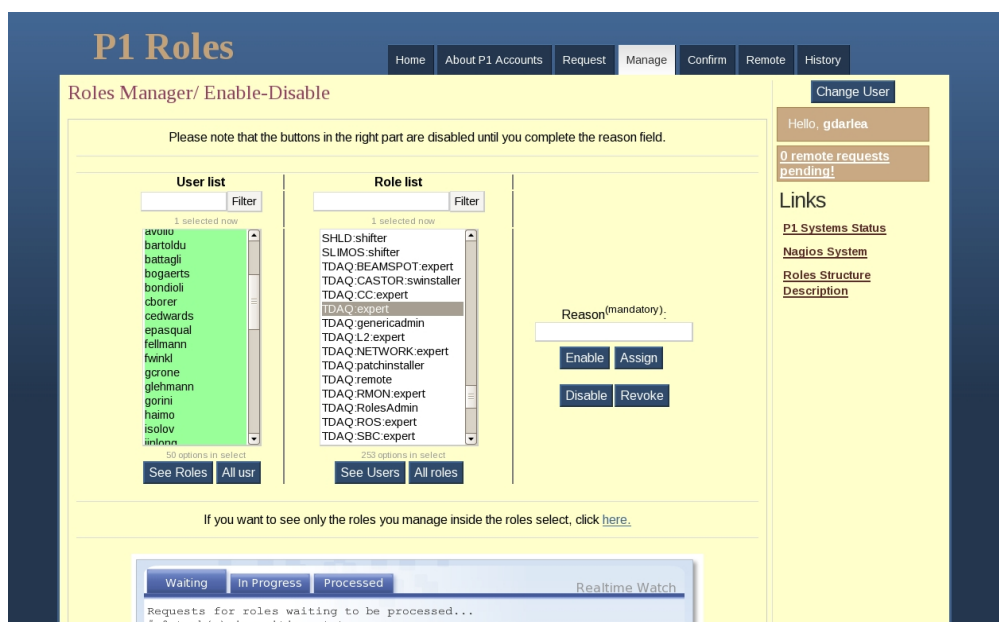 P1 Roles
Home
About P1 Accounts
Request
Manage
Confirm
Remote
History
Roles Manager/ Enable-Disable
Please note that the buttons in the right part are disabled until you complete the reason field.
User list
Filter
1 selected now
avolio
bartoldu
battagli
bogaerts
bondioli
cborer
cedwards
epasqual
fellmann
fwinkl
gcrone
glehmann
gorini
haimo
isolov
jinlong
50 options in select
See Roles
All usr
Role list
Filter
1 selected now
SHLD:shifter
SLIMOS:shifter
TDAQ:BEAMSPOT:expert
TDAQ:CASTOR:swinstaller
TDAQ:CC:expert
TDAQ:expert
TDAQ:genericadmin
TDAQ:L2:expert
TDAQ:NETWORK:expert
TDAQ:patchinstaller
TDAQ:remote
TDAQ:RMON:expert
TDAQ:RolesAdmin
TDAQ:ROS:expert
TDAQ:SBC:expert
253 options in select
See Users
All roles
Reason(mandatory):
Enable
Assign
Disable
Revoke
If you want to see only the roles you manage inside the roles select, click here.
Waiting
In Progress
Processed
Realtime Watch
Requests for roles waiting to be processed...
Change User
Hello, gdarlea
0 remote requests
pending!
Links
P1 Systems Status
Nagios System
Roles Structure
Description